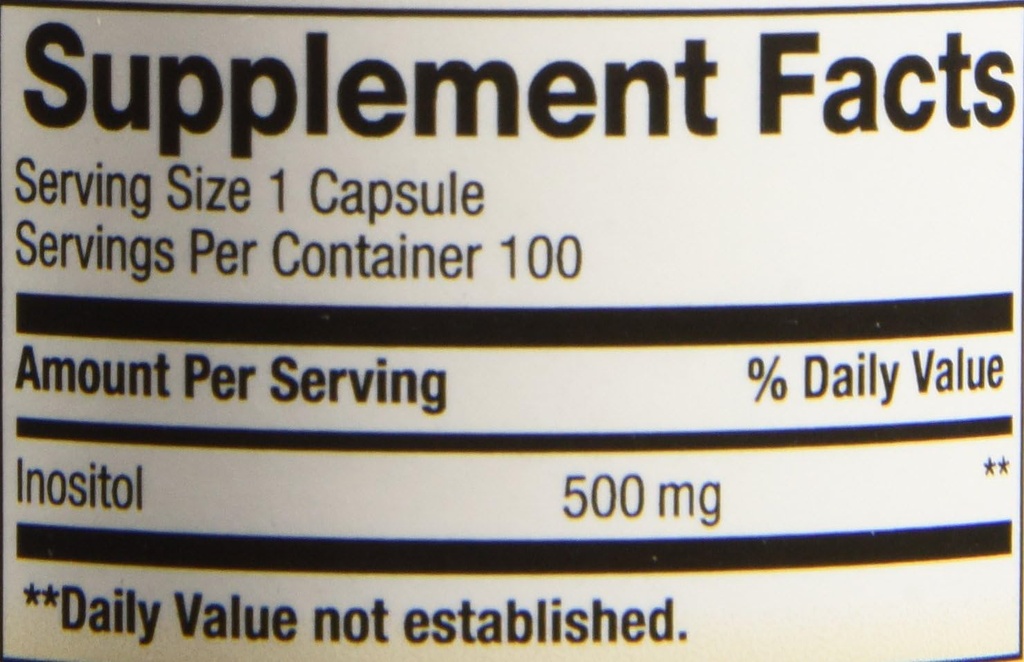 Supplement Facts
Serving Size 1 Capsule
Servings Per Container 100
Amount Per Serving % Daily Value
Inositol 500 mg **
**Daily Value not established.